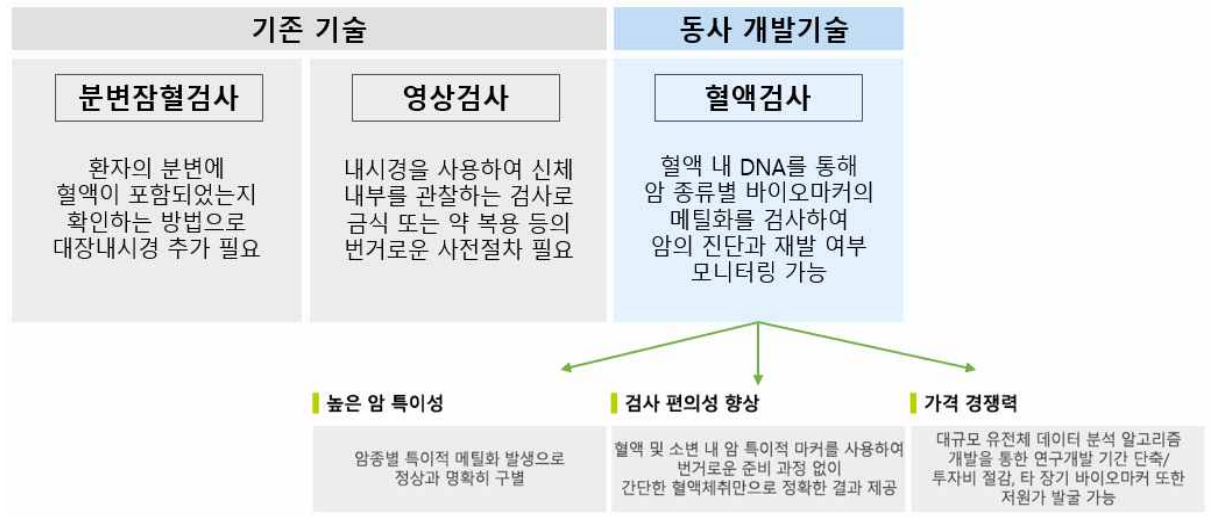 기존 기술
동사 개발기술
분변잠혈검사
환자의 분변에
혈액이 포함되었는지
확인하는 방법으로
대장내시경 추가 필요
영상검사
내시경을 사용하여 신체
내부를 관찰하는 검사로
금식 또는 약 복용 등의
번거로운 사전절차 필요
혈액검사
혈액 내 DNA를 통해
암 종류별 바이오마커의
메틸화를 검사하여
암의 진단과 재발 여부
모니터링 가능
높은 암 특이성
암종별 특이적 메틸화 발생으로
정상과 명확히 구별
검사 편의성 향상
혈액 및 소변 내 암 특이적 마커를 사용하여
번거로운 준비 과정 없이
간단한 혈액채취만으로 정확한 결과 제공
가격 경쟁력
대규모 유전체 데이터 분석 알고리즘
개발을 통한 연구개발 기간 단축/
투자비 절감, 타 장기 바이오마커 또한
저원가 발굴 가능